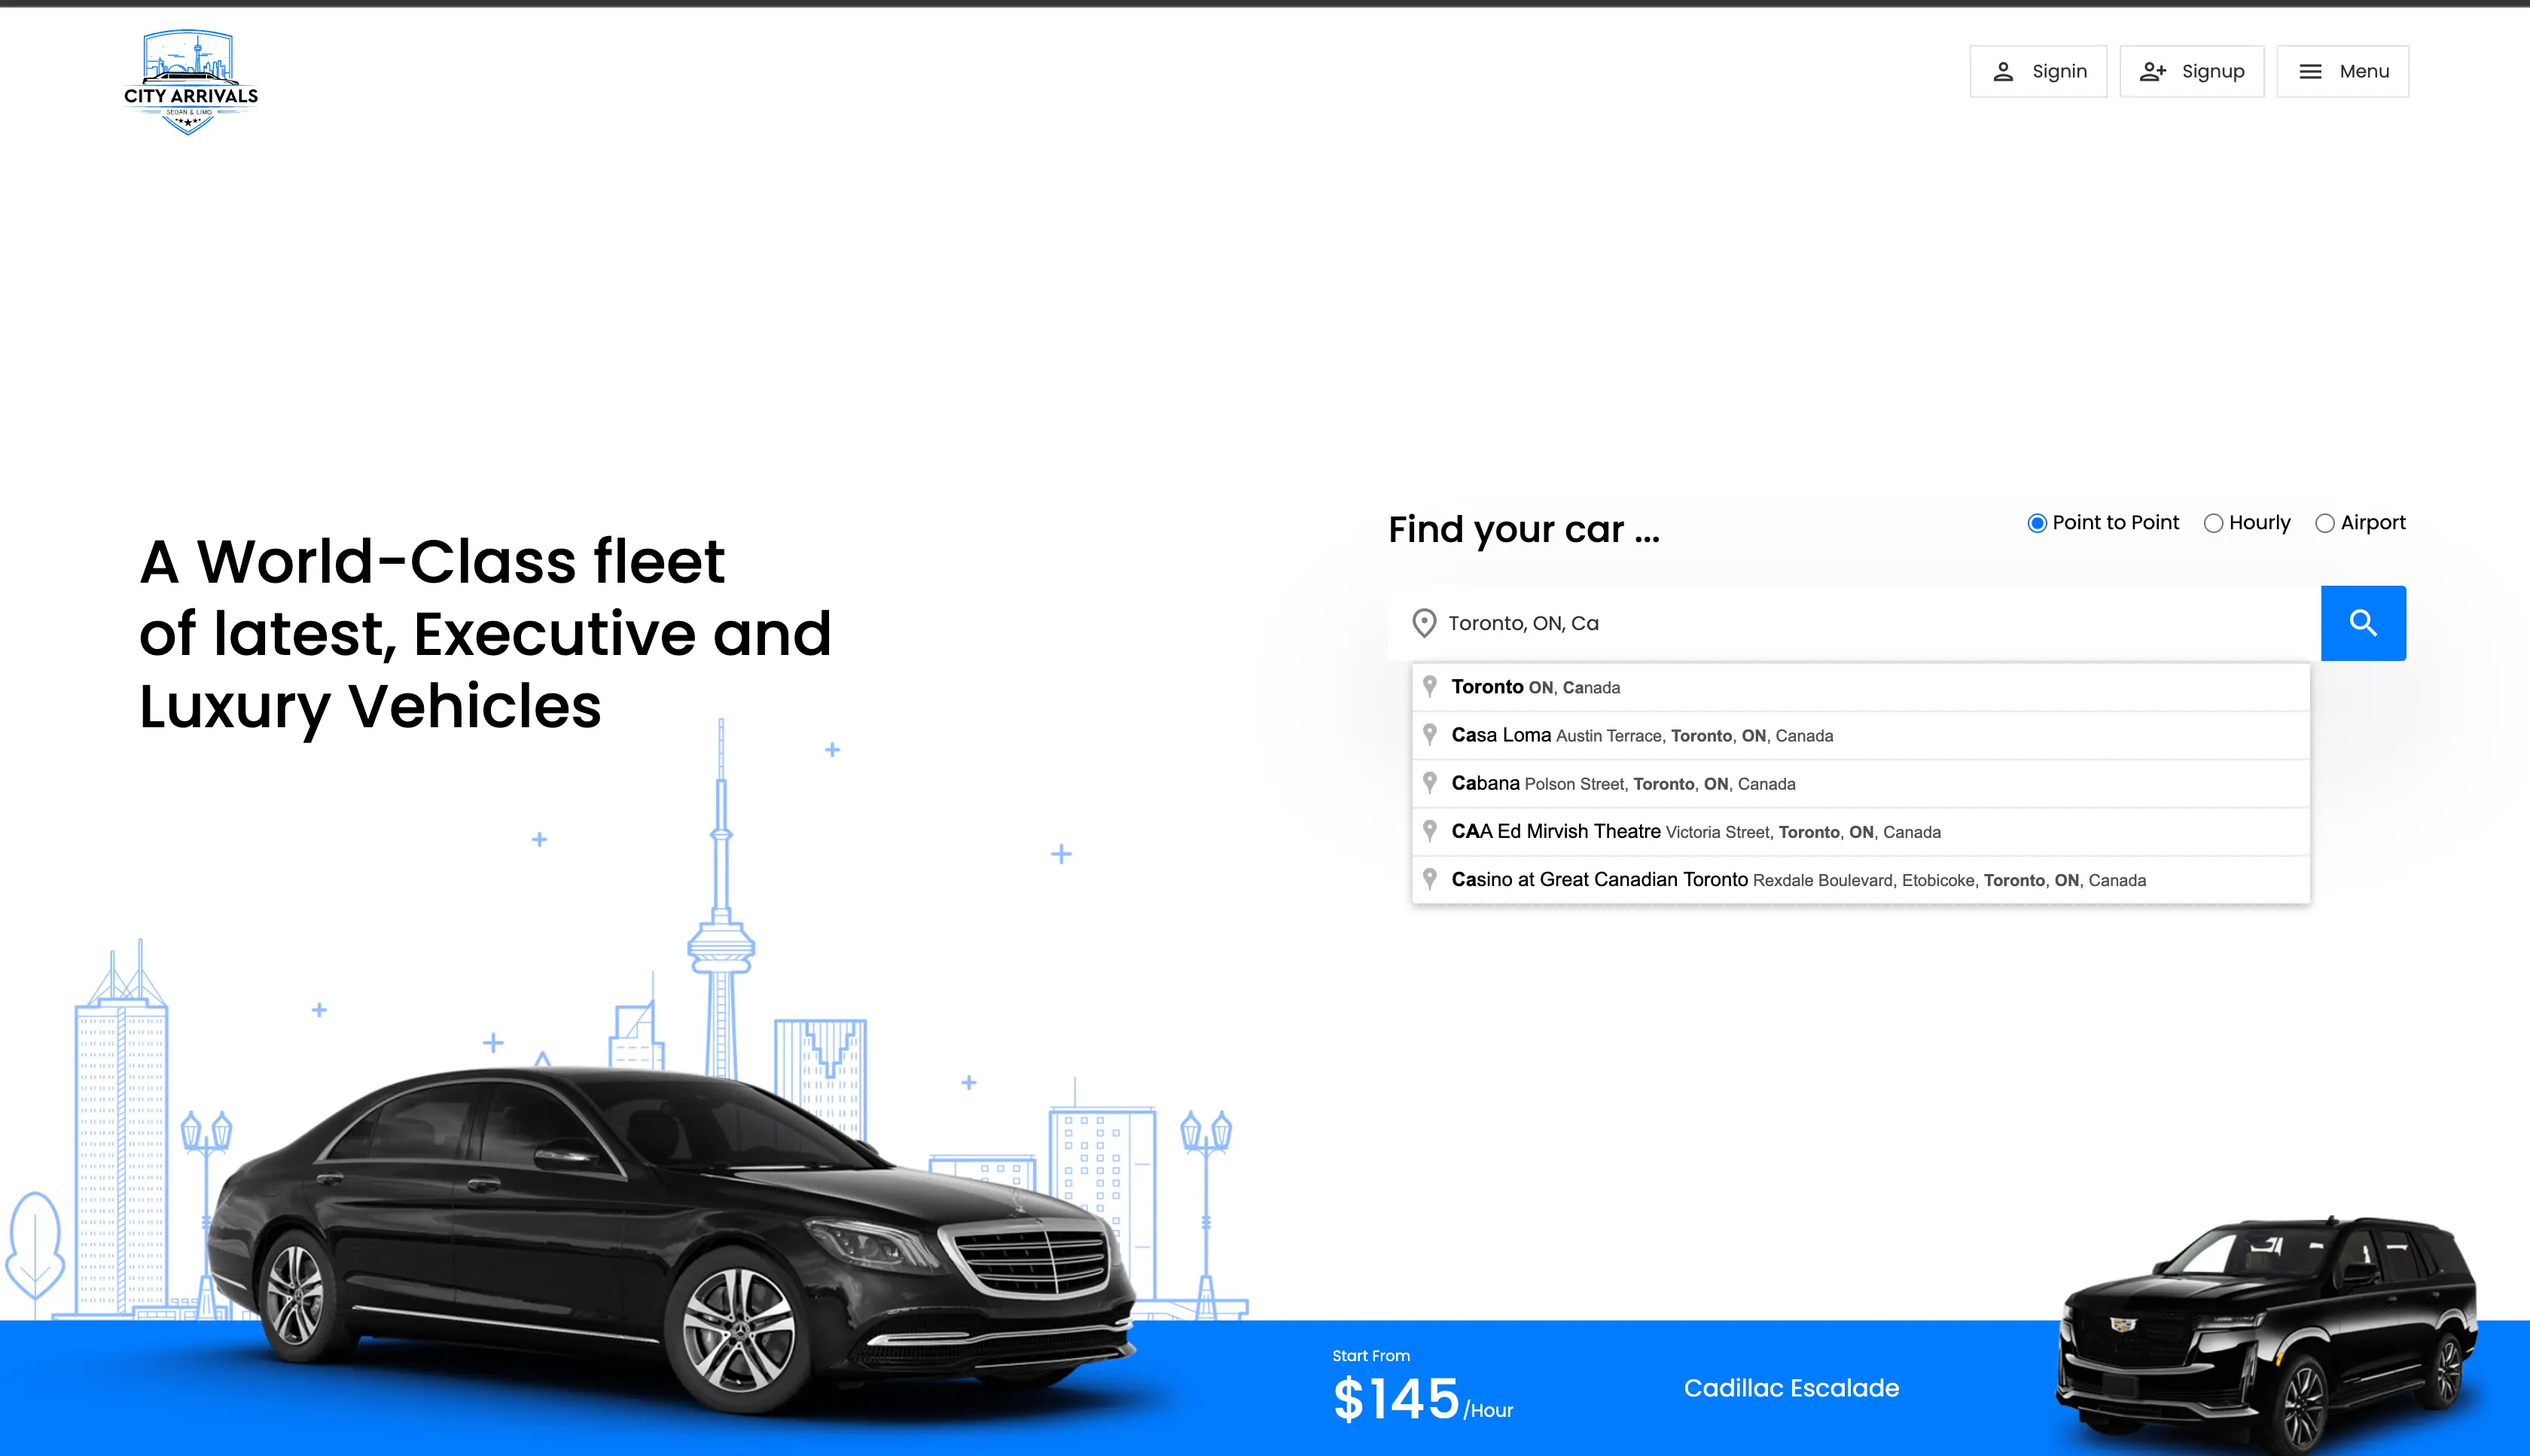 CITY ARRIVALS
SEDAN & LIMO
Signin
Signup
Menu
A World-Class fleet
of latest, Executive and
Luxury Vehicles
Find your car ...
Point to Point
Hourly
Airport
Toronto, ON, Ca
Toronto ON, Canada
Casa Loma Austin Terrace, Toronto, ON, Canada
Cabana Polson Street, Toronto, ON, Canada
CAA Ed Mirvish Theatre Victoria Street, Toronto, ON, Canada
Casino at Great Canadian Toronto Rexdale Boulevard, Etobicoke, Toronto, ON, Canada
Start From
$145/Hour
Cadillac Escalade